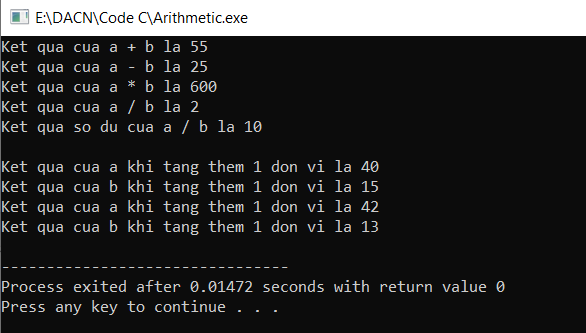 E:\DACN\Code C\Arithmetic.exe
Ket qua cua a + b la 55
Ket qua cua a - b la 25
Ket qua cua a * b la 600
Ket qua cua a / b la 2
Ket qua so du cua a / b la 10
Ket qua cua a khi tang them 1 don vi la 40
Ket qua cua b khi tang them 1 don vi la 15
Ket qua cua a khi tang them 1 don vi la 42
Ket qua cua b khi tang them 1 don vi la 13
--------------------------------
Process exited after 0.01472 seconds with return value 0
Press any key to continue . . .